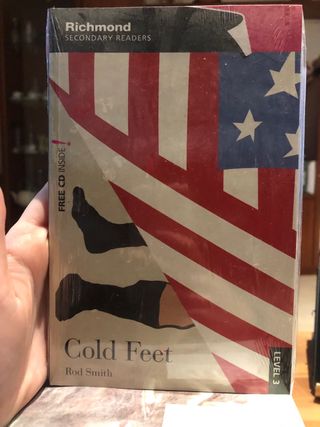 Richmond
SECONDARY READERS
FREE CD INSIDE!
Cold Feet
Rod Smith
LEVEL 3